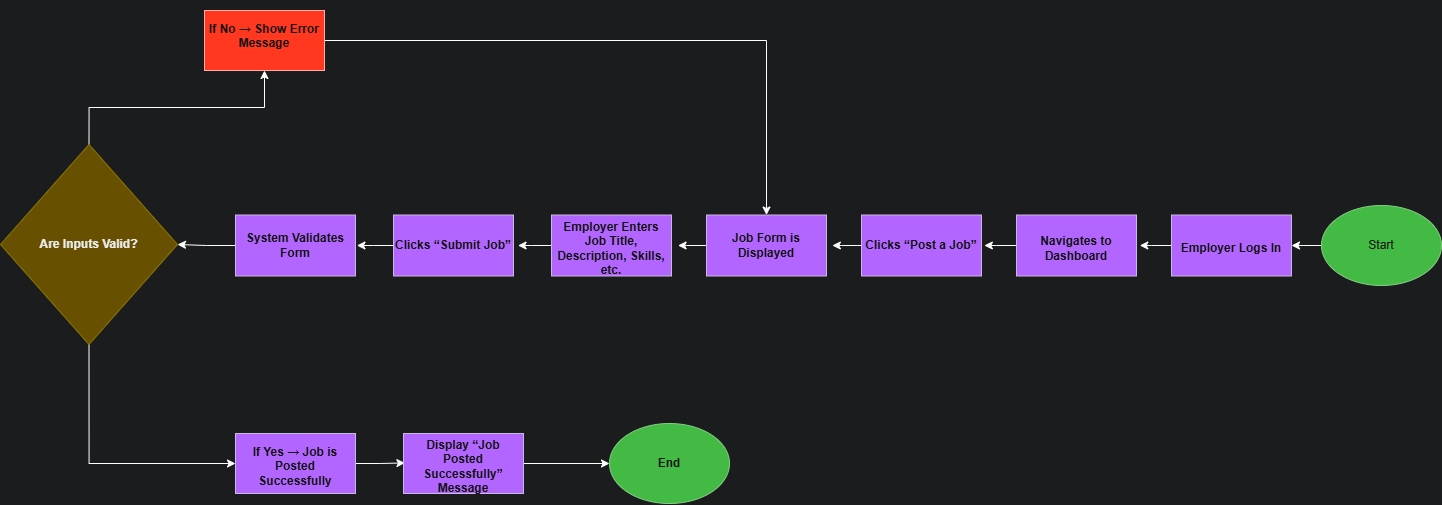 If No → Show Error
Message
Are Inputs Valid?
System Validates
Form
Clicks “Submit Job”
Employer Enters
Job Title,
Description, Skills,
etc.
Job Form is
Displayed
Clicks “Post a Job”
Navigates to
Dashboard
Employer Logs In
Start
If Yes → Job is
Posted
Successfully
Display “Job
Posted
Successfully”
Message
End